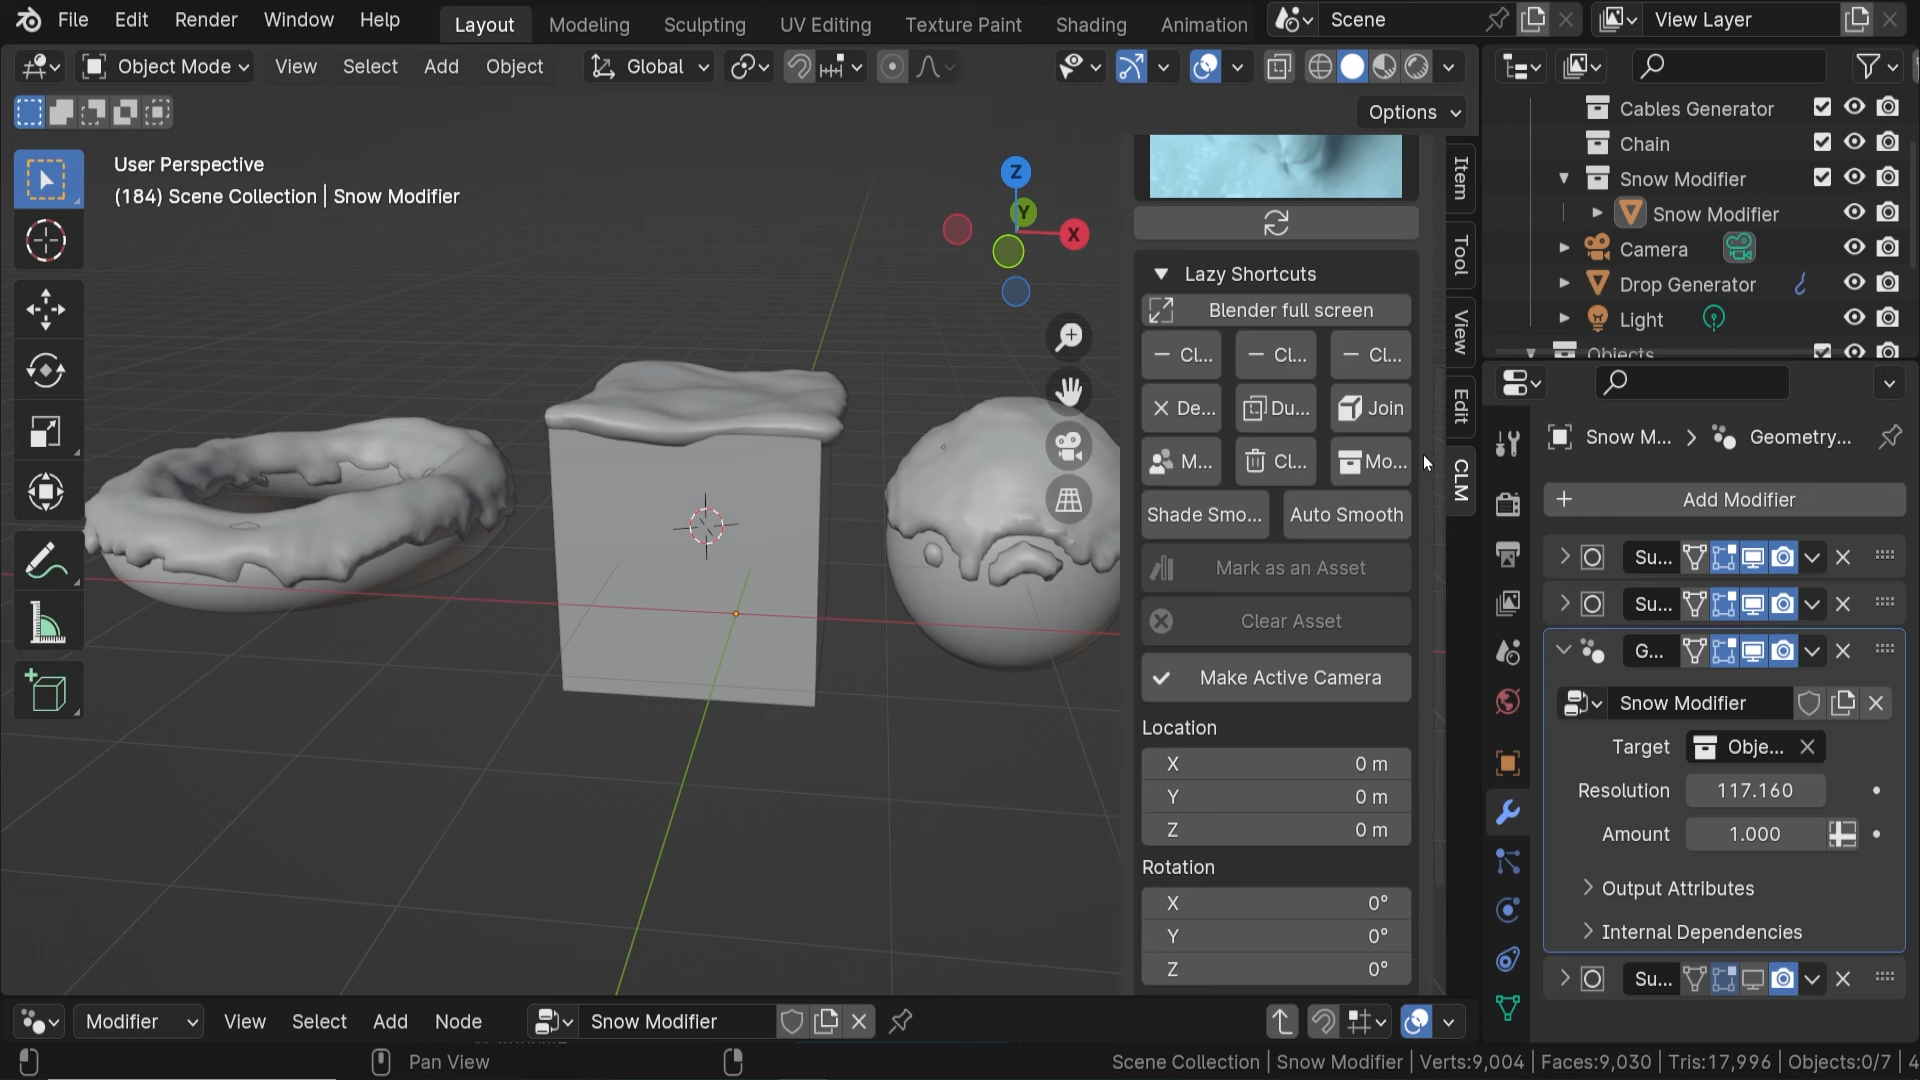 File Edit Render Window Help Layout Modeling Sculpting UV Editing Texture Paint Shading Animation Scene View Layer
Object Mode View Select Add Object Global
Options
User Perspective
(184) Scene Collection | Snow Modifier
Z
Y
X
Item
Tool
View
Edit
CLM
Lazy Shortcuts
Blender full screen
Cl... Cl... Cl...
De... Du... Join
M... Cl... Mo...
Shade Smo... Auto Smooth
Mark as an Asset
Clear Asset
Make Active Camera
Location
X 0 m
Y 0 m
Z 0 m
Rotation
X 0°
Y 0°
Z 0°
Cables Generator
Chain
Snow Modifier
Snow Modifier
Camera
Drop Generator
Light
Objects
Snow M... Geometry...
Add Modifier
Su...
Su...
G...
Snow Modifier
Target Obje...
Resolution 117.160
Amount 1.000
Output Attributes
Internal Dependencies
Su...
Modifier View Select Add Node Snow Modifier
Pan View
Scene Collection | Snow Modifier | Verts:9,004 | Faces:9,030 | Tris:17,996 | Objects:0/7 | 4